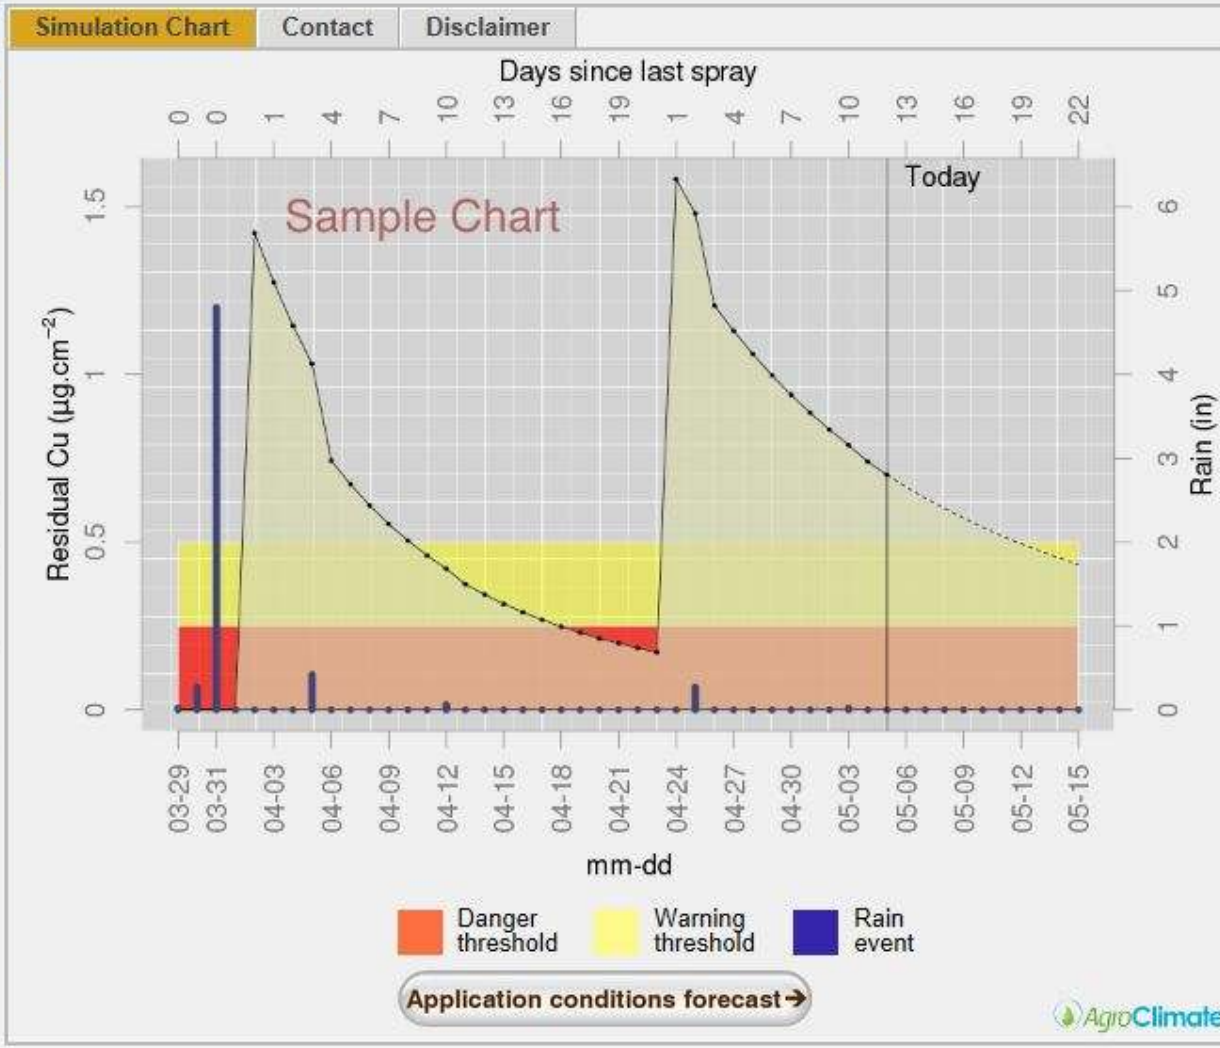 Simulation Chart Contact Disclaimer
Days since last spray
0 0 1 4 7 10 13 16 19 1 4 7 10 13 16 19 22
Today
Sample Chart
Residual Cu (µg.cm⁻²)
1.5
1
0.5
0
Rain (in)
6
5
4
3
2
1
0
03-29 03-31 04-03 04-06 04-09 04-12 04-15 04-18 04-21 04-24 04-27 04-30 05-03 05-06 05-09 05-12 05-15
mm-dd
Danger threshold
Warning threshold
Rain event
Application conditions forecast→
AgroClimate